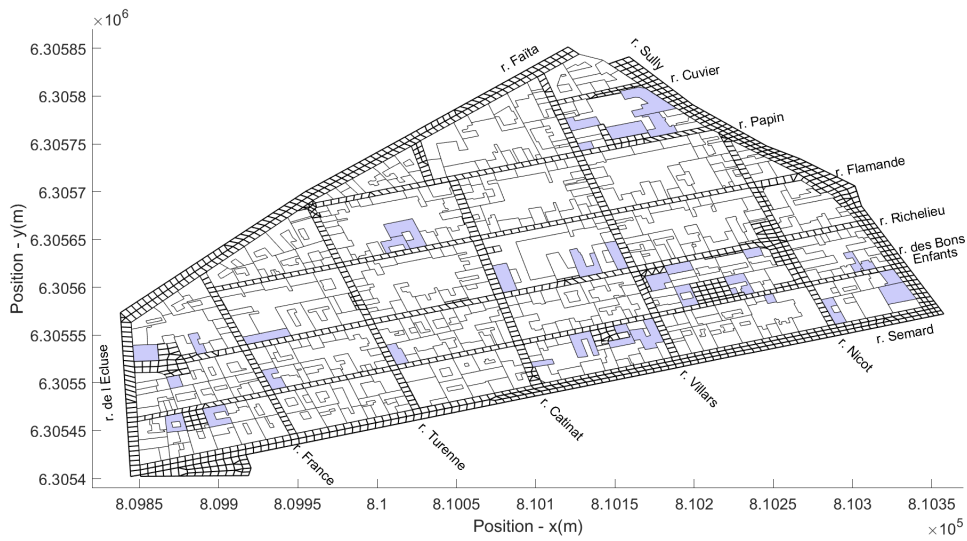 ×10^6
6.30585
6.3058
6.30575
6.3057
6.30565
6.3056
6.30555
6.3055
6.30545
6.3054
Position - y(m)
r. Faïta
r. Sully
r. Cuvier
r. Papin
r. Flamande
r. Richelieu
r. des Bons
Enfants
r. Semard
r. Nicot
r. Villars
r. Catinat
r. Turenne
r. France
r. de l Ecluse
8.0985
8.099
8.0995
8.1
8.1005
8.101
8.1015
8.102
8.1025
8.103
8.1035
Position - x(m)
×10^5